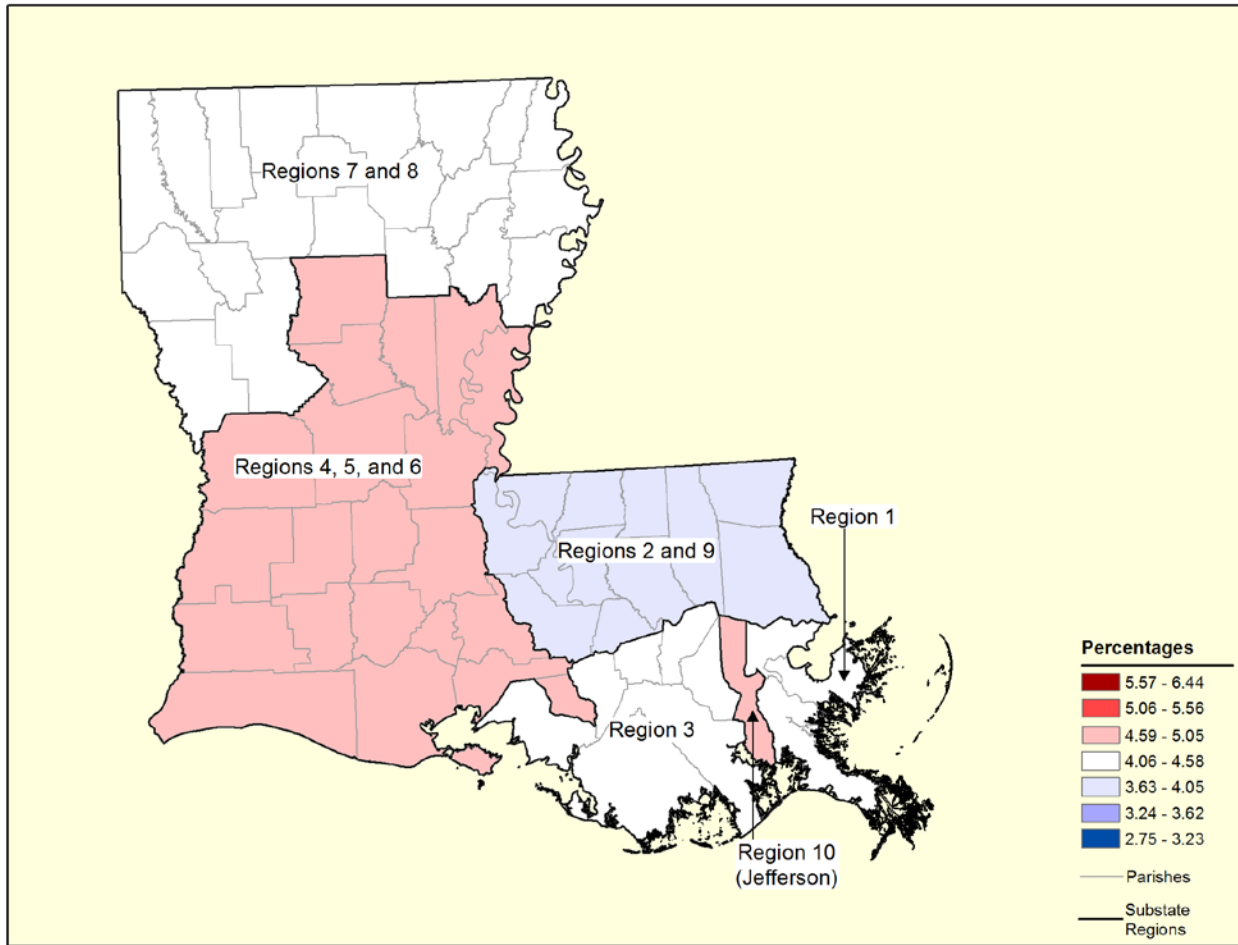 Regions 7 and 8
Regions 4, 5, and 6
Region 1
Regions 2 and 9
Region 3
Region 10
(Jefferson)
Percentages
5.57 - 6.44
5.06 - 5.56
4.59 - 5.05
4.06 - 4.58
3.63 - 4.05
3.24 - 3.62
2.75 - 3.23
Parishes
Substate
Regions